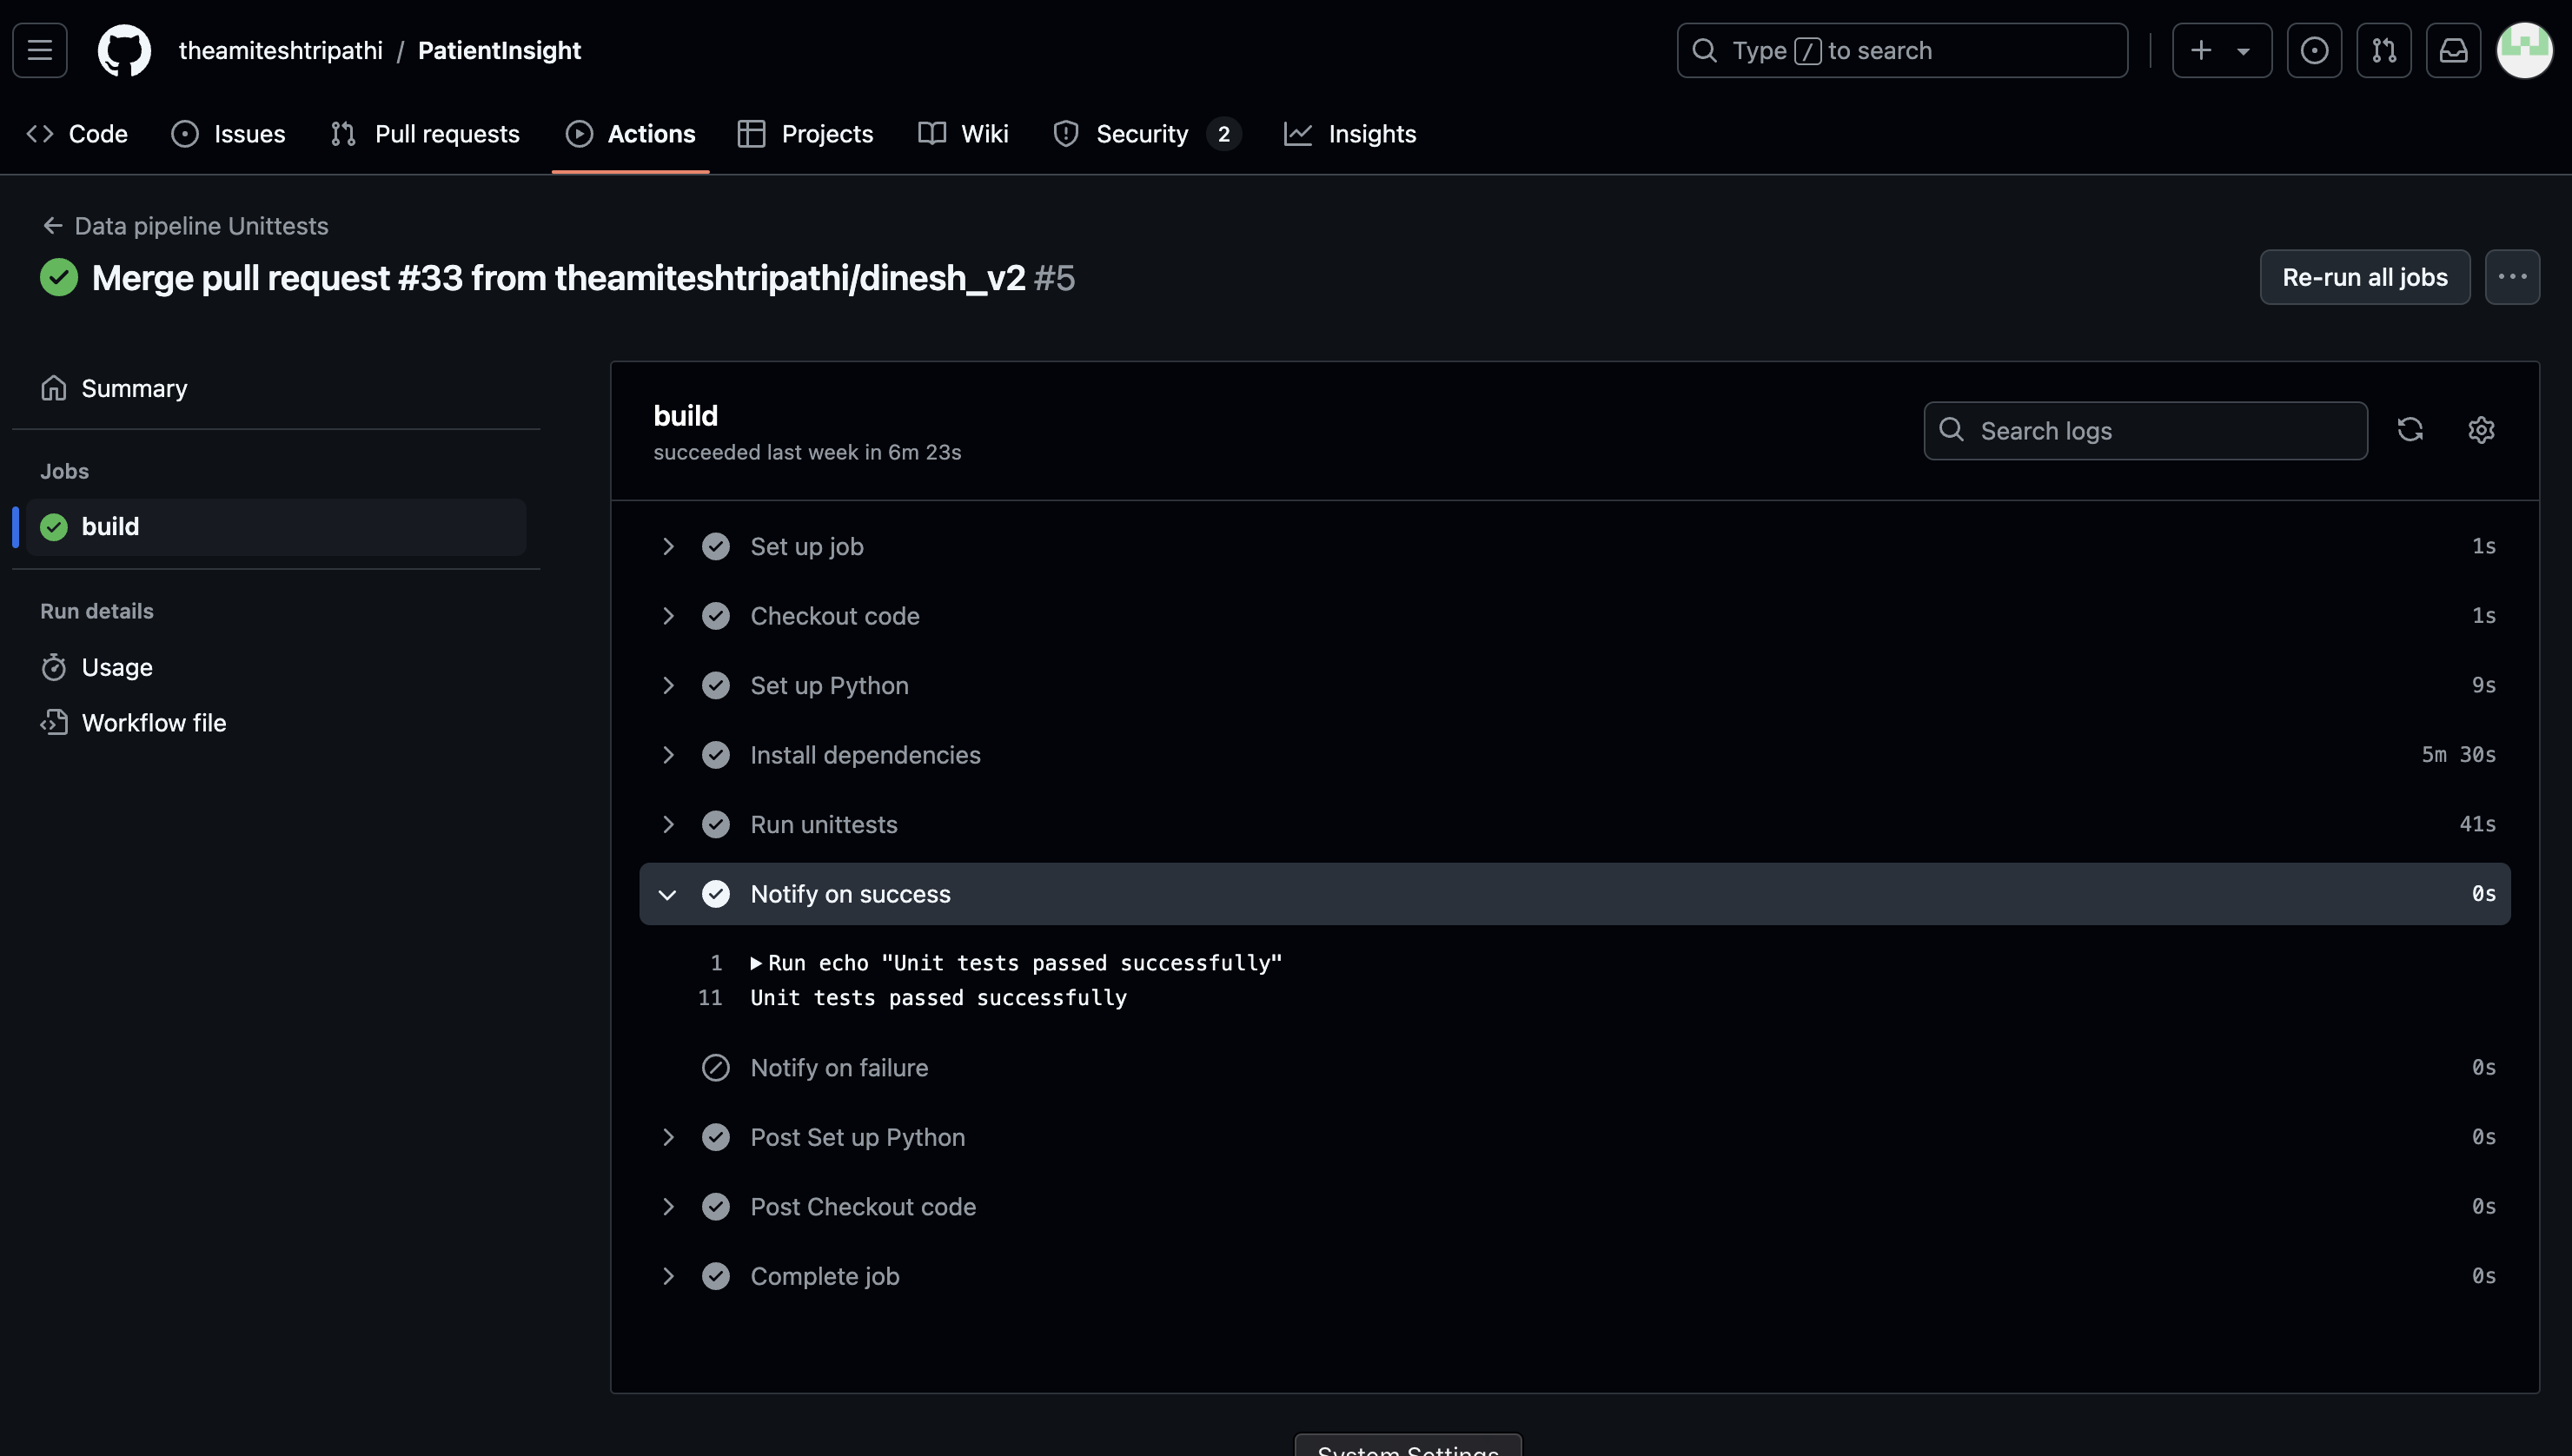 theamiteshtripathi / PatientInsight
Type / to search
Code Issues Pull requests Actions Projects Wiki Security 2 Insights
Data pipeline Unittests
Merge pull request #33 from theamiteshtripathi/dinesh_v2 #5
Re-run all jobs
Summary
Jobs
build
Run details
Usage
Workflow file
build
succeeded last week in 6m 23s
Search logs
Set up job 1s
Checkout code 1s
Set up Python 9s
Install dependencies 5m 30s
Run unittests 41s
Notify on success 0s
1 Run echo "Unit tests passed successfully"
11 Unit tests passed successfully
Notify on failure 0s
Post Set up Python 0s
Post Checkout code 0s
Complete job 0s
System Settings